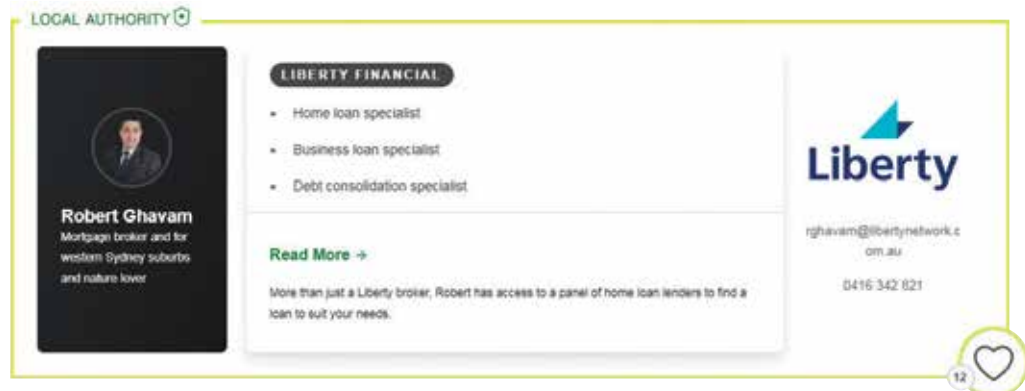 LOCAL AUTHORITY
Robert Ghavam
Mortgage broker and for
western Sydney suburbs
and nature lover
LIBERTY FINANCIAL
Home loan specialist
Business loan specialist
Debt consolidation specialist
Read More →
More than just a Liberty broker, Robert has access to a panel of home loan lenders to find a
loan to suit your needs.
Liberty
rghavam@libertynetwork.c
om.au
0416 342 821
12